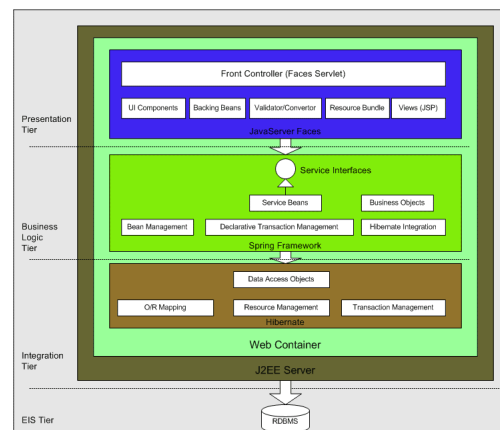 Front Controller (Faces Servlet)
UI Components
Backing Beans
Validator/Convertor
Resource Bundle
Views (JSP)
JavaServer Faces
Presentation
Tier
Service Interfaces
Service Beans
Business Objects
Bean Management
Declarative Transaction Management
Hibernate Integration
Spring Framework
Business
Logic
Tier
Data Access Objects
O/R Mapping
Resource Management
Transaction Management
Hibernate
Web Container
Integration
Tier
J2EE Server
EIS Tier
RDBMS